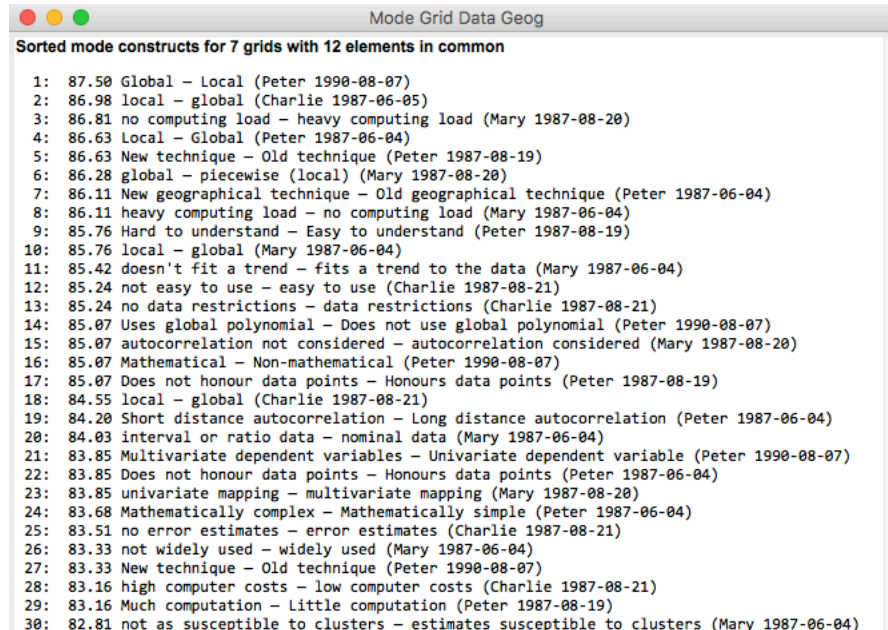 Mode Grid Data Geog
Sorted mode constructs for 7 grids with 12 elements in common
1: 87.50 Global – Local (Peter 1990-08-07)
2: 86.98 local – global (Charlie 1987-06-05)
3: 86.81 no computing load – heavy computing load (Mary 1987-08-20)
4: 86.63 Local – Global (Peter 1987-06-04)
5: 86.63 New technique – Old technique (Peter 1987-08-19)
6: 86.28 global – piecewise (local) (Mary 1987-08-20)
7: 86.11 New geographical technique – Old geographical technique (Peter 1987-06-04)
8: 86.11 heavy computing load – no computing load (Mary 1987-06-04)
9: 85.76 Hard to understand – Easy to understand (Peter 1987-08-19)
10: 85.76 local – global (Mary 1987-06-04)
11: 85.42 doesn't fit a trend – fits a trend to the data (Mary 1987-06-04)
12: 85.24 not easy to use – easy to use (Charlie 1987-08-21)
13: 85.24 no data restrictions – data restrictions (Charlie 1987-08-21)
14: 85.07 Uses global polynomial – Does not use global polynomial (Peter 1990-08-07)
15: 85.07 autocorrelation not considered – autocorrelation considered (Mary 1987-08-20)
16: 85.07 Mathematical – Non-mathematical (Peter 1990-08-07)
17: 85.07 Does not honour data points – Honours data points (Peter 1987-08-19)
18: 84.55 local – global (Charlie 1987-08-21)
19: 84.20 Short distance autocorrelation – Long distance autocorrelation (Peter 1987-06-04)
20: 84.03 interval or ratio data – nominal data (Mary 1987-06-04)
21: 83.85 Multivariate dependent variables – Univariate dependent variable (Peter 1990-08-07)
22: 83.85 Does not honour data points – Honours data points (Peter 1987-06-04)
23: 83.85 univariate mapping – multivariate mapping (Mary 1987-08-20)
24: 83.68 Mathematically complex – Mathematically simple (Peter 1987-06-04)
25: 83.51 no error estimates – error estimates (Charlie 1987-08-21)
26: 83.33 not widely used – widely used (Mary 1987-06-04)
27: 83.33 New technique – Old technique (Peter 1990-08-07)
28: 83.16 high computer costs – low computer costs (Charlie 1987-08-21)
29: 83.16 Much computation – Little computation (Peter 1987-08-19)
30: 82.81 not as susceptible to clusters – estimates susceptible to clusters (Mary 1987-06-04)